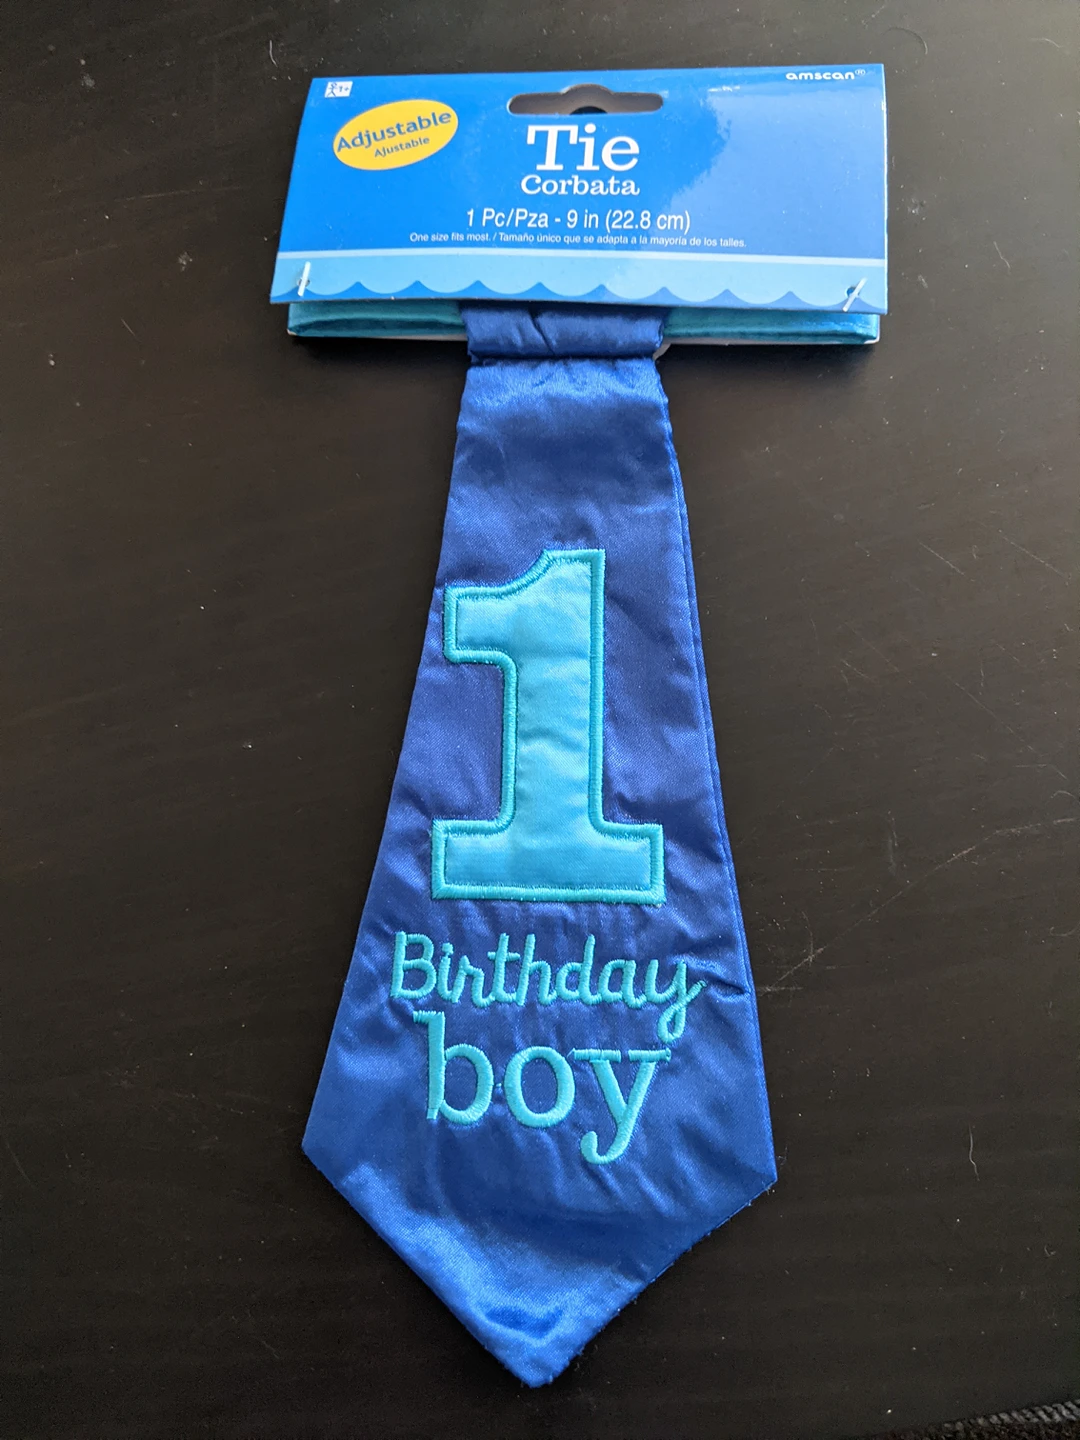 amscan®
1+
Adjustable
Ajustable
Tie
Corbata
1 Pc/Pza - 9 in (22.8 cm)
One size fits most. / Tamaño único que se adapta a la mayoría de los talles.
1
Birthday
boy